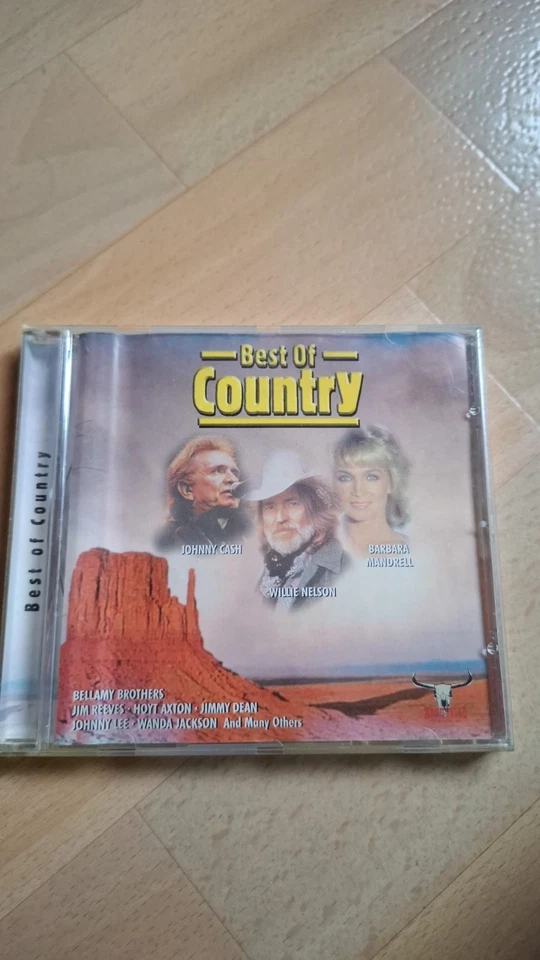 Best Of
Country
JOHNNY CASH
WILLIE NELSON
BARBARA
MANDRELL
BELLAMY BROTHERS
JIM REEVES · HOYT AXTON · JIMMY DEAN
JOHNNY LEE · WANDA JACKSON And Many Others
Best of Country